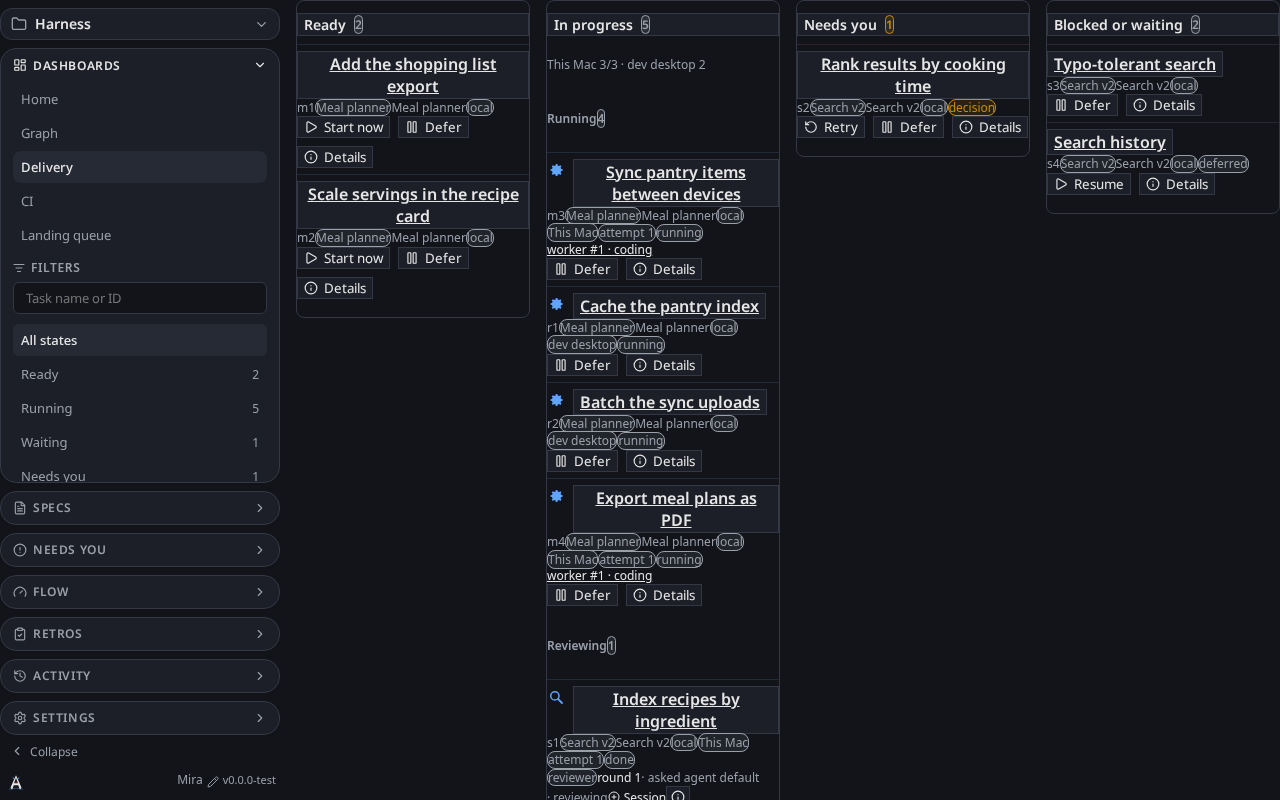 Harness
DASHBOARDS
Home
Graph
Delivery
CI
Landing queue
FILTERS
Task name or ID
All states
Ready 2
Running 5
Waiting 1
Needs you 1
SPECS
NEEDS YOU
FLOW
RETROS
ACTIVITY
SETTINGS
Collapse
Mira v0.0.0-test
Ready 2
Add the shopping list
export
m1 Meal planner Meal planner local
Start now Defer
Details
Scale servings in the recipe
card
m2 Meal planner Meal planner local
Start now Defer
Details
In progress 5
This Mac 3/3 · dev desktop 2
Running 4
Sync pantry items
between devices
m3 Meal planner Meal planner local
This Mac attempt 1 running
worker #1 · coding
Defer Details
Cache the pantry index
r1 Meal planner Meal planner local
dev desktop running
Defer Details
Batch the sync uploads
r2 Meal planner Meal planner local
dev desktop running
Defer Details
Export meal plans as
PDF
m4 Meal planner Meal planner local
This Mac attempt 1 running
worker #1 · coding
Defer Details
Reviewing 1
Index recipes by
ingredient
s1 Search v2 Search v2 local This Mac
attempt 1 done
reviewer round 1 · asked agent default
· reviewing Session
Needs you 1
Rank results by cooking
time
s2 Search v2 Search v2 local decision
Retry Defer Details
Blocked or waiting 2
Typo-tolerant search
s3 Search v2 Search v2 local
Defer Details
Search history
s4 Search v2 Search v2 local deferred
Resume Details